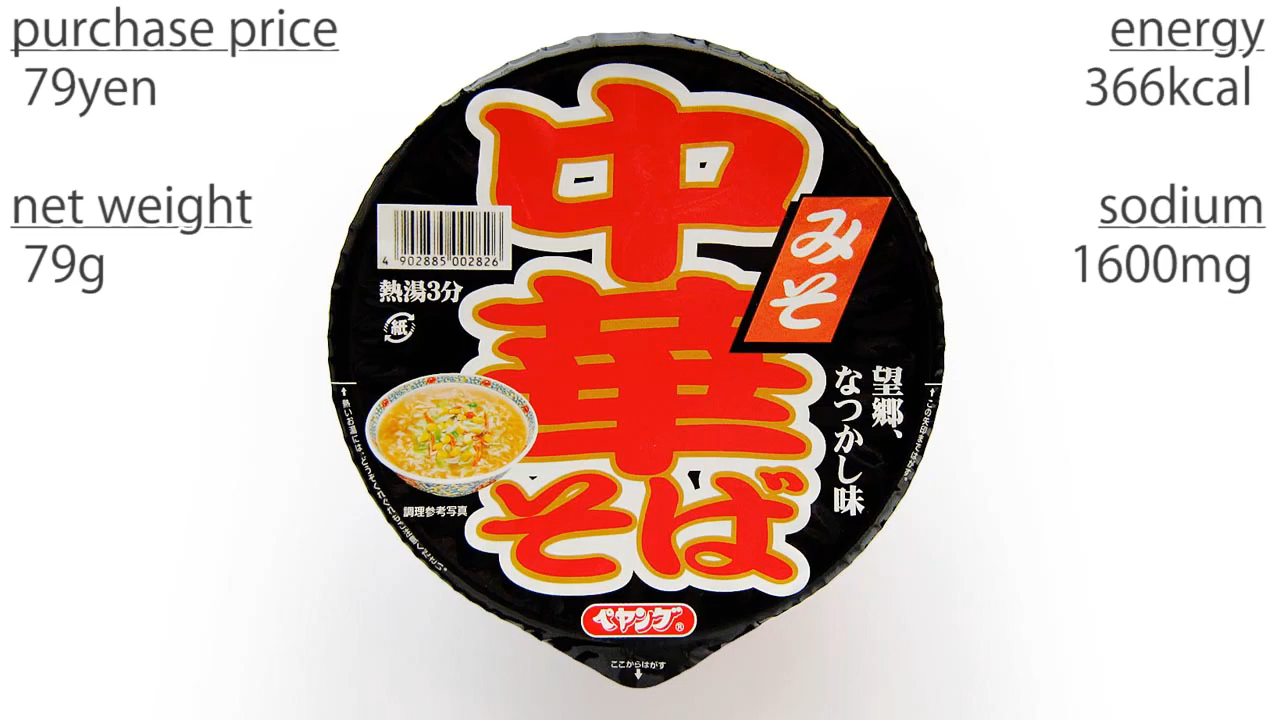 purchase price
79yen
net weight
79g
energy
366kcal
sodium
1600mg
中華そば
みそ
4 902885 002826
熱湯3分
紙
望郷、
なつかし味
調理参考写真
ペヤング®
ここからはがす